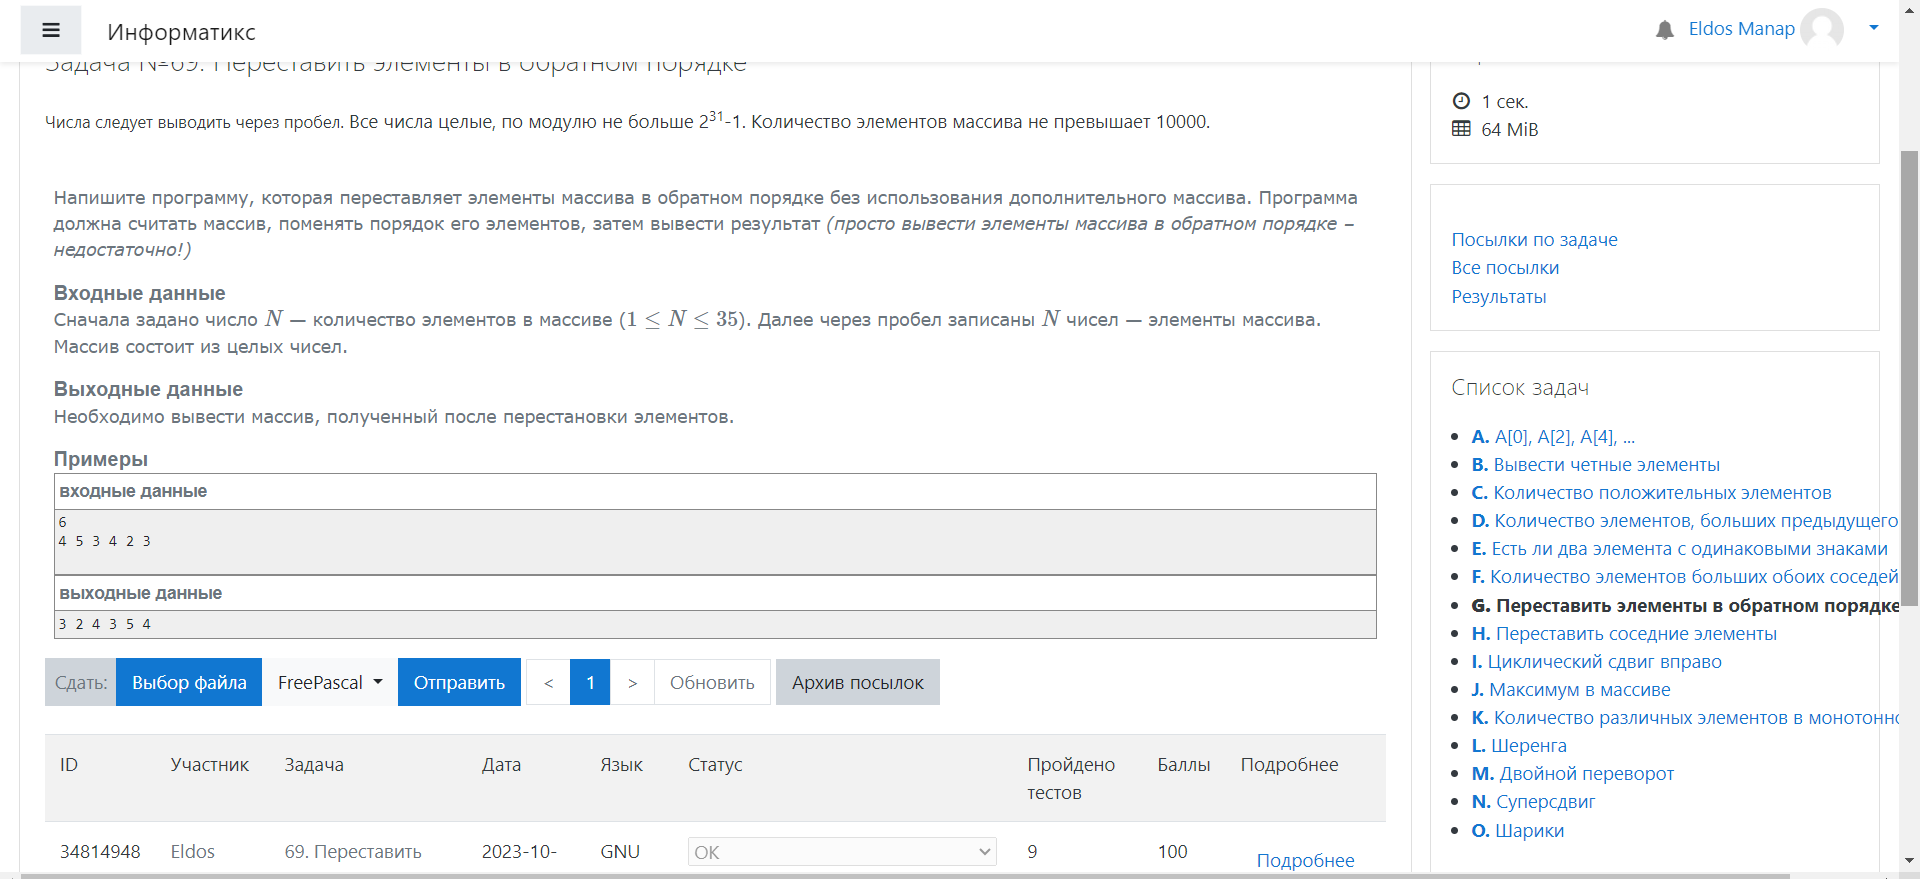 Информатикс
Eldos Manap
Задача №69. Переставить элементы в обратном порядке
Числа следует выводить через пробел. Все числа целые, по модулю не больше 2³¹-1. Количество элементов массива не превышает 10000.
Напишите программу, которая переставляет элементы массива в обратном порядке без использования дополнительного массива. Программа
должна считать массив, поменять порядок его элементов, затем вывести результат (просто вывести элементы массива в обратном порядке –
недостаточно!)
Входные данные
Сначала задано число N — количество элементов в массиве (1 ≤ N ≤ 35). Далее через пробел записаны N чисел — элементы массива.
Массив состоит из целых чисел.
Выходные данные
Необходимо вывести массив, полученный после перестановки элементов.
Примеры
входные данные
6
4 5 3 4 2 3
выходные данные
3 2 4 3 5 4
Сдать: Выбор файла FreePascal Отправить < 1 > Обновить Архив посылок
ID Участник Задача Дата Язык Статус Пройдено Баллы Подробнее
тестов
34814948 Eldos 69. Переставить 2023-10- GNU OK 9 100 Подробнее
1 сек.
64 MiB
Посылки по задаче
Все посылки
Результаты
Список задач
A. A[0], A[2], A[4], ...
B. Вывести четные элементы
C. Количество положительных элементов
D. Количество элементов, больших предыдущего
E. Есть ли два элемента с одинаковыми знаками
F. Количество элементов больших обоих соседей
G. Переставить элементы в обратном порядке
H. Переставить соседние элементы
I. Циклический сдвиг вправо
J. Максимум в массиве
K. Количество различных элементов в монотонно
L. Шеренга
M. Двойной переворот
N. Суперсдвиг
O. Шарики